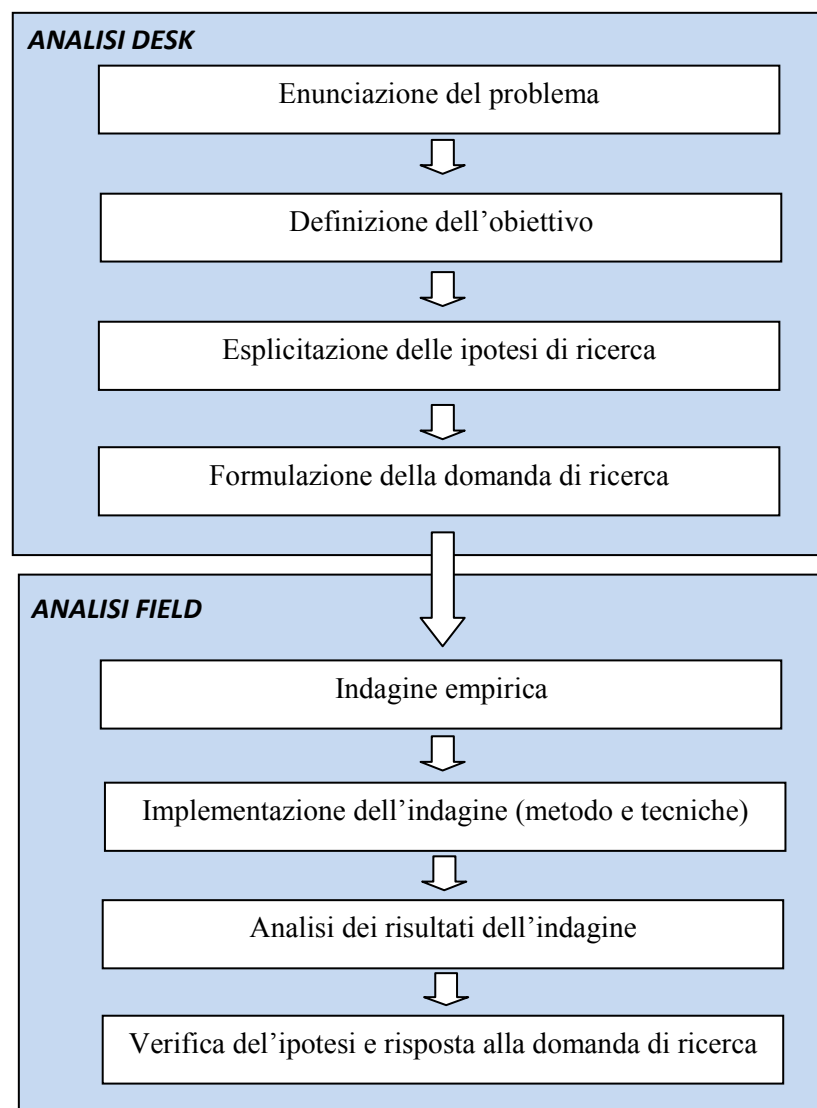 ANALISI DESK
Enunciazione del problema
Definizione dell’obiettivo
Esplicitazione delle ipotesi di ricerca
Formulazione della domanda di ricerca
ANALISI FIELD
Indagine empirica
Implementazione dell’indagine (metodo e tecniche)
Analisi dei risultati dell’indagine
Verifica del’ipotesi e risposta alla domanda di ricerca